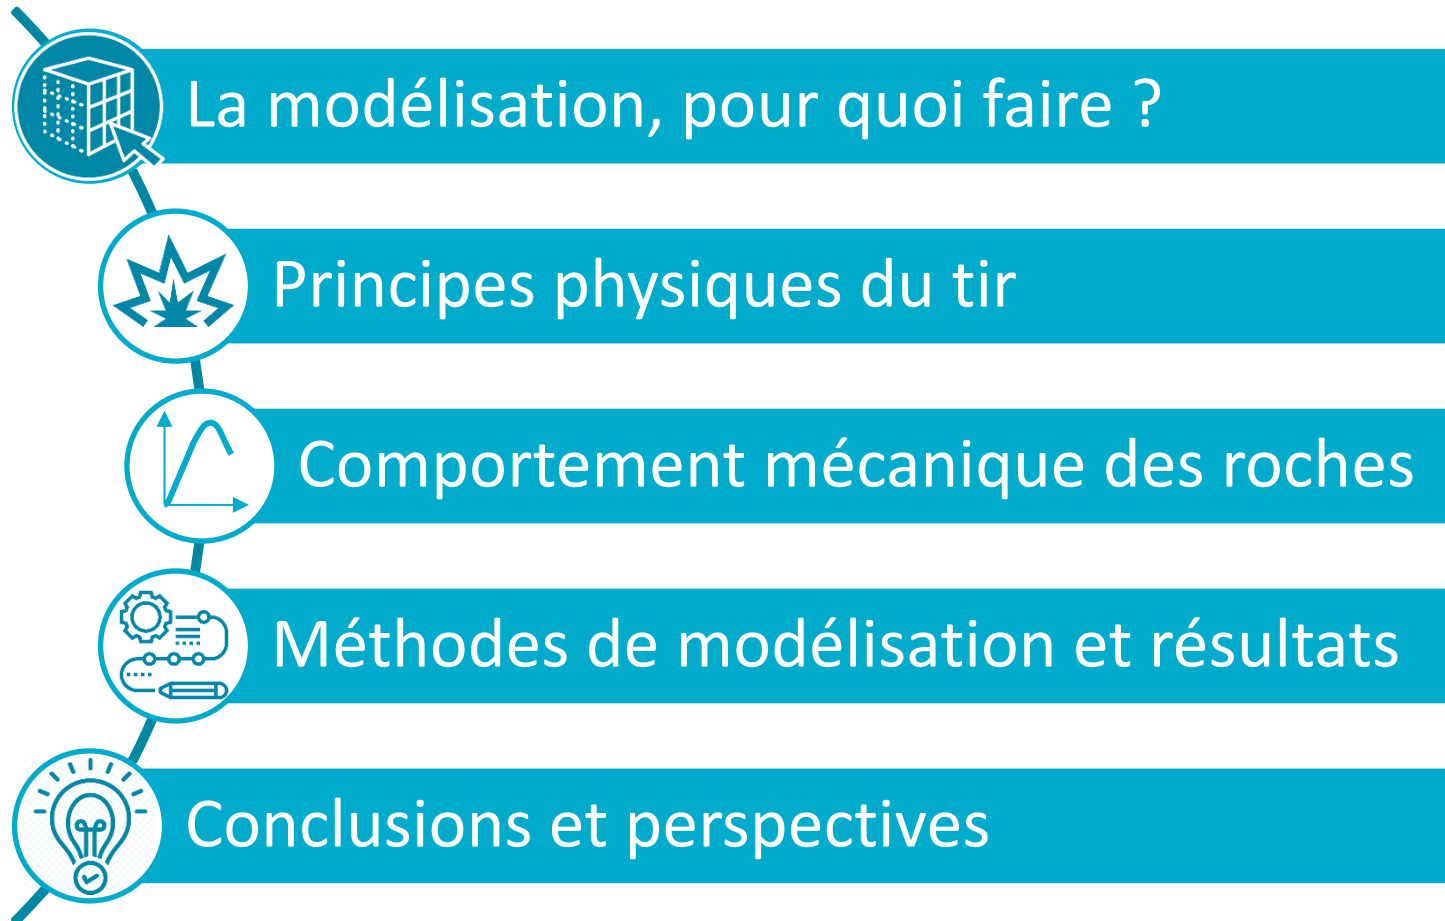 La modélisation, pour quoi faire ?
Principes physiques du tir
Comportement mécanique des roches
Méthodes de modélisation et résultats
Conclusions et perspectives